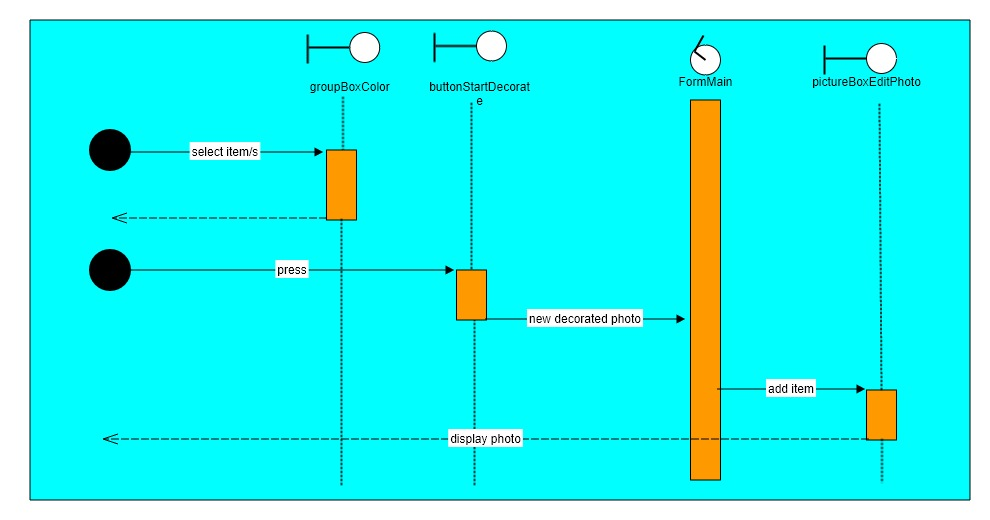 groupBoxColor
buttonStartDecorat
e
FormMain
pictureBoxEditPhoto
select item/s
press
new decorated photo
add item
display photo